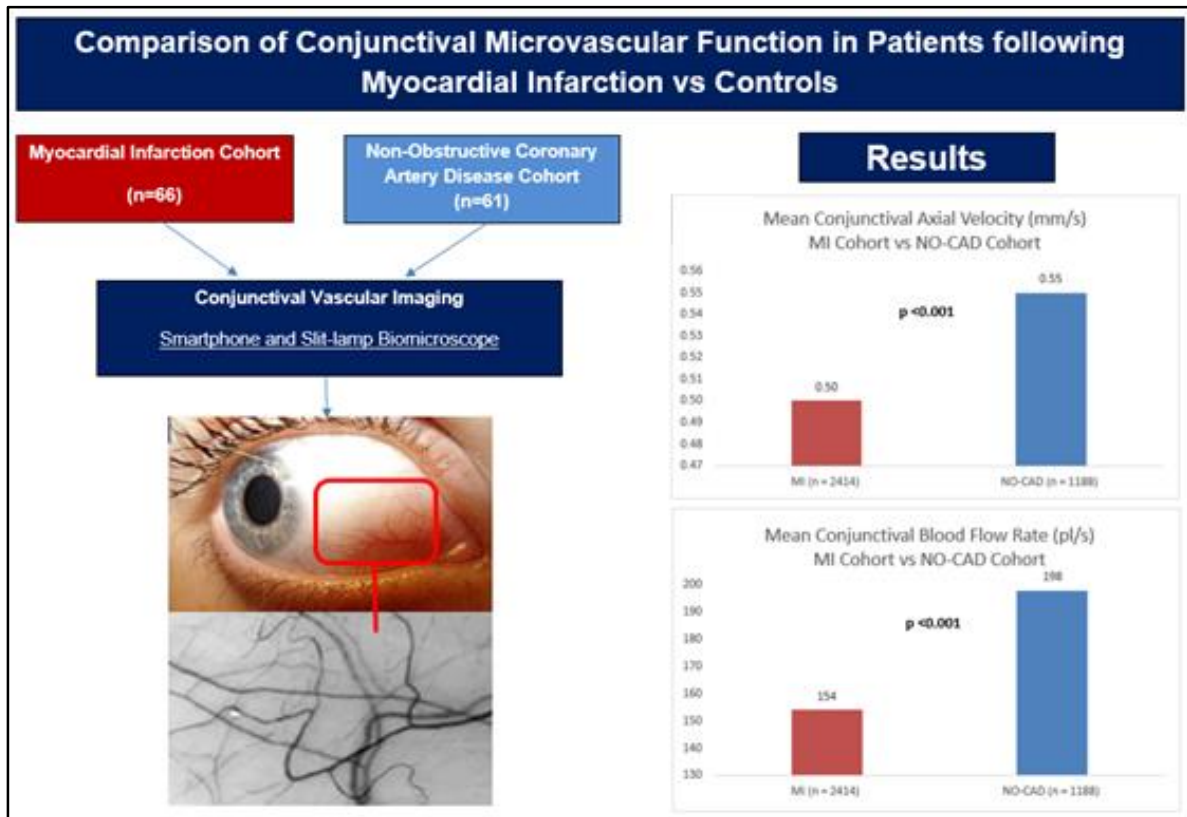 Comparison of Conjunctival Microvascular Function in Patients following
Myocardial Infarction vs Controls
Myocardial Infarction Cohort
(n=66)
Non-Obstructive Coronary
Artery Disease Cohort
(n=61)
Conjunctival Vascular Imaging
Smartphone and Slit-lamp Biomicroscope
Results
Mean Conjunctival Axial Velocity (mm/s)
MI Cohort vs NO-CAD Cohort
0.56
0.55
0.54
0.53
0.52
0.51
0.50
0.49
0.48
0.47
0.50
0.55
p <0.001
MI (n = 2414)
NO-CAD (n = 1188)
Mean Conjunctival Blood Flow Rate (pl/s)
MI Cohort vs NO-CAD Cohort
200
190
180
170
160
150
140
130
154
198
p <0.001
MI (n = 2414)
NO-CAD (n = 1188)